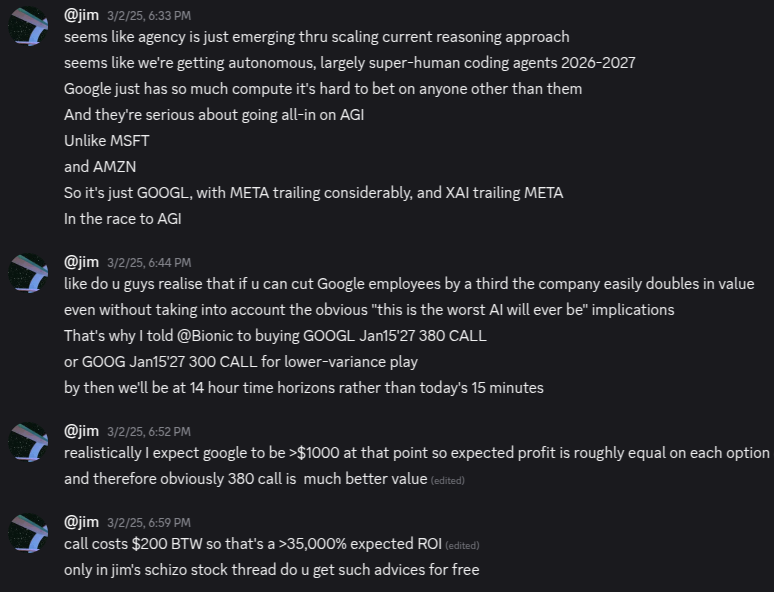 @jim 3/2/25, 6:33 PM
seems like agency is just emerging thru scaling current reasoning approach
seems like we're getting autonomous, largely super-human coding agents 2026-2027
Google just has so much compute it's hard to bet on anyone other than them
And they're serious about going all-in on AGI
Unlike MSFT
and AMZN
So it's just GOOGL, with META trailing considerably, and XAI trailing META
In the race to AGI
@jim 3/2/25, 6:44 PM
like do u guys realise that if u can cut Google employees by a third the company easily doubles in value
even without taking into account the obvious "this is the worst AI will ever be" implications
That's why I told @Bionic to buying GOOGL Jan15'27 380 CALL
or GOOG Jan15'27 300 CALL for lower-variance play
by then we'll be at 14 hour time horizons rather than today's 15 minutes
@jim 3/2/25, 6:52 PM
realistically I expect google to be >$1000 at that point so expected profit is roughly equal on each option
and therefore obviously 380 call is  much better value (edited)
@jim 3/2/25, 6:59 PM
call costs $200 BTW so that's a >35,000% expected ROI (edited)
only in jim's schizo stock thread do u get such advices for free